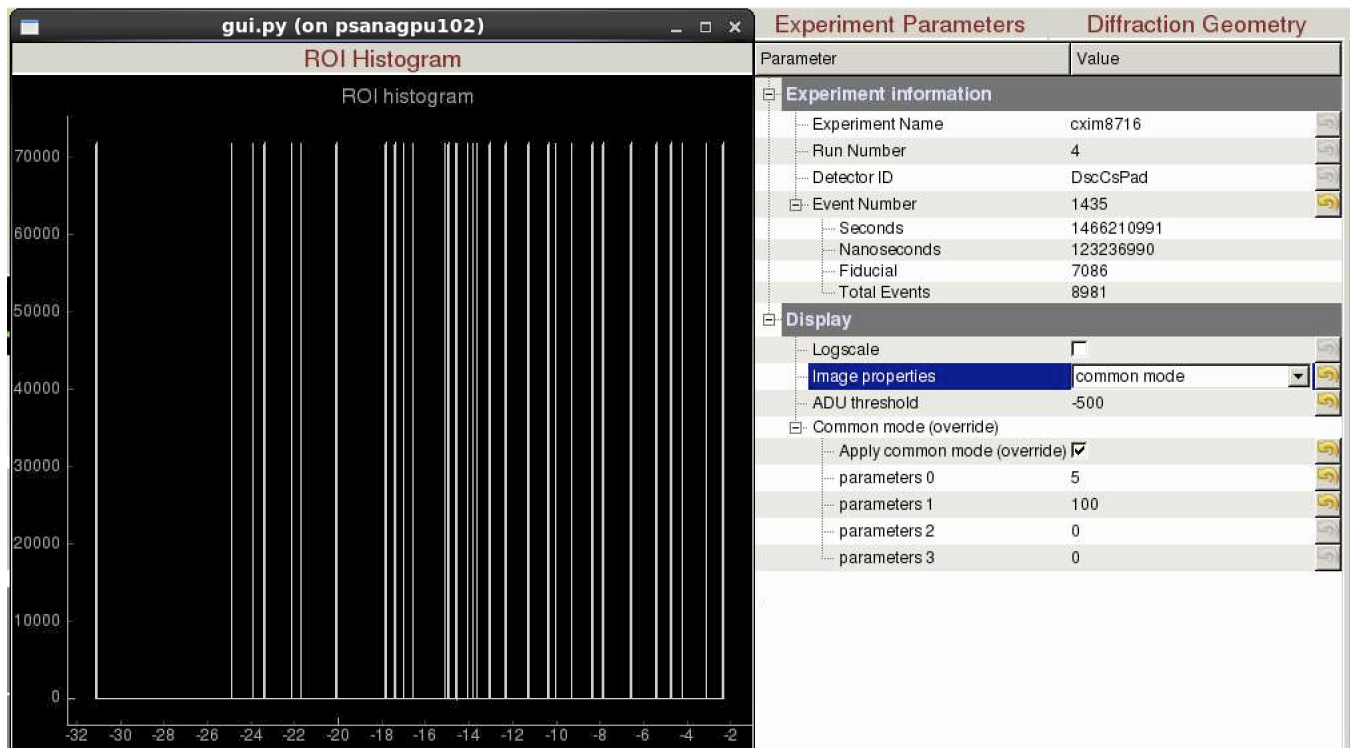 gui.py (on psanagpu102)
ROI Histogram
ROI histogram
70000
60000
50000
40000
30000
20000
10000
0
-32 -30 -28 -26 -24 -22 -20 -18 -16 -14 -12 -10 -8 -6 -4 -2
Experiment Parameters Diffraction Geometry
Parameter Value
Experiment information
Experiment Name cxim8716
Run Number 4
Detector ID DscCsPad
Event Number 1435
Seconds 1466210991
Nanoseconds 123236990
Fiducial 7086
Total Events 8981
Display
Logscale
Image properties common mode
ADU threshold -500
Common mode (override)
Apply common mode (override)
parameters 0 5
parameters 1 100
parameters 2 0
parameters 3 0